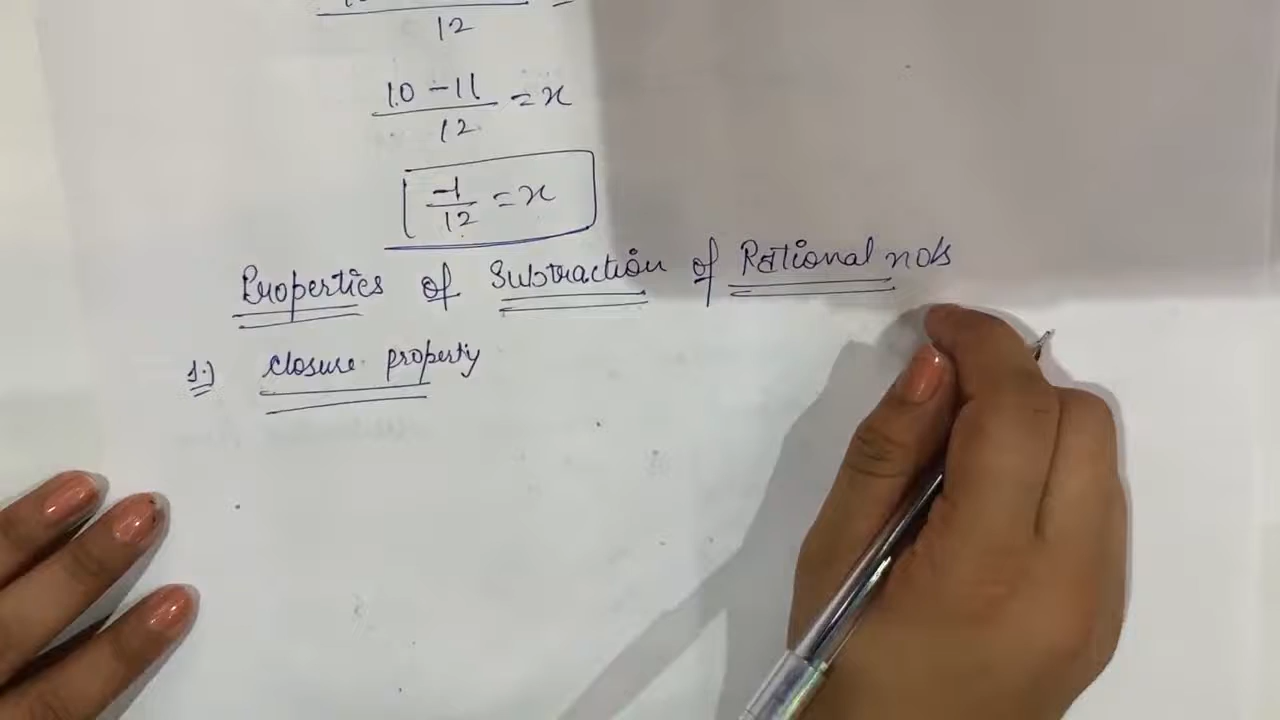 12
10 - 11 / 12 = x
-1 / 12 = x
Properties of Subtraction of Rational nos
1.) Closure property